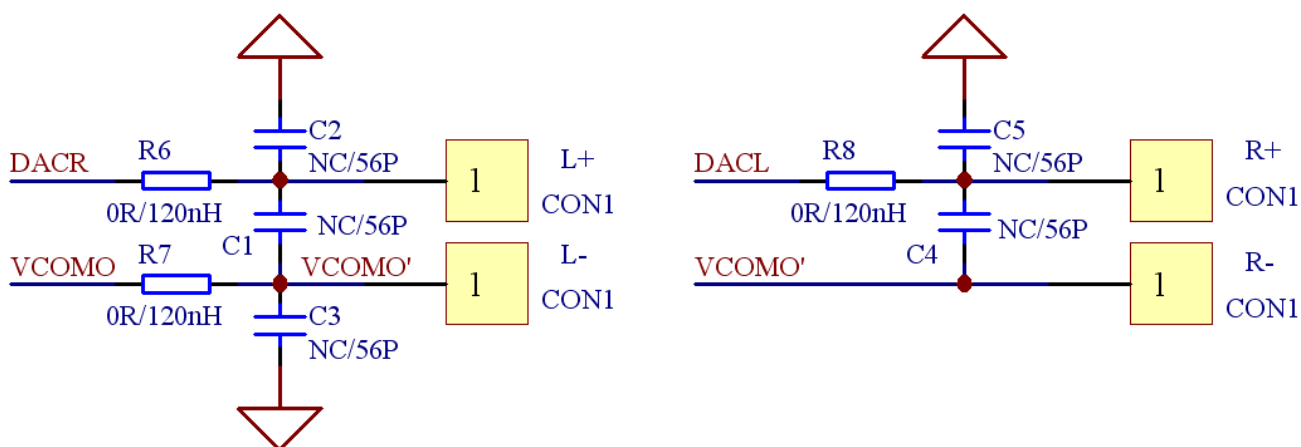 C2
NC/56P
DACR
R6
0R/120nH
1
L+
CON1
NC/56P
C1
VCOMO
R7
0R/120nH
VCOMO'
1
L-
CON1
C3
NC/56P
C5
NC/56P
DACL
R8
0R/120nH
1
R+
CON1
NC/56P
C4
VCOMO'
1
R-
CON1